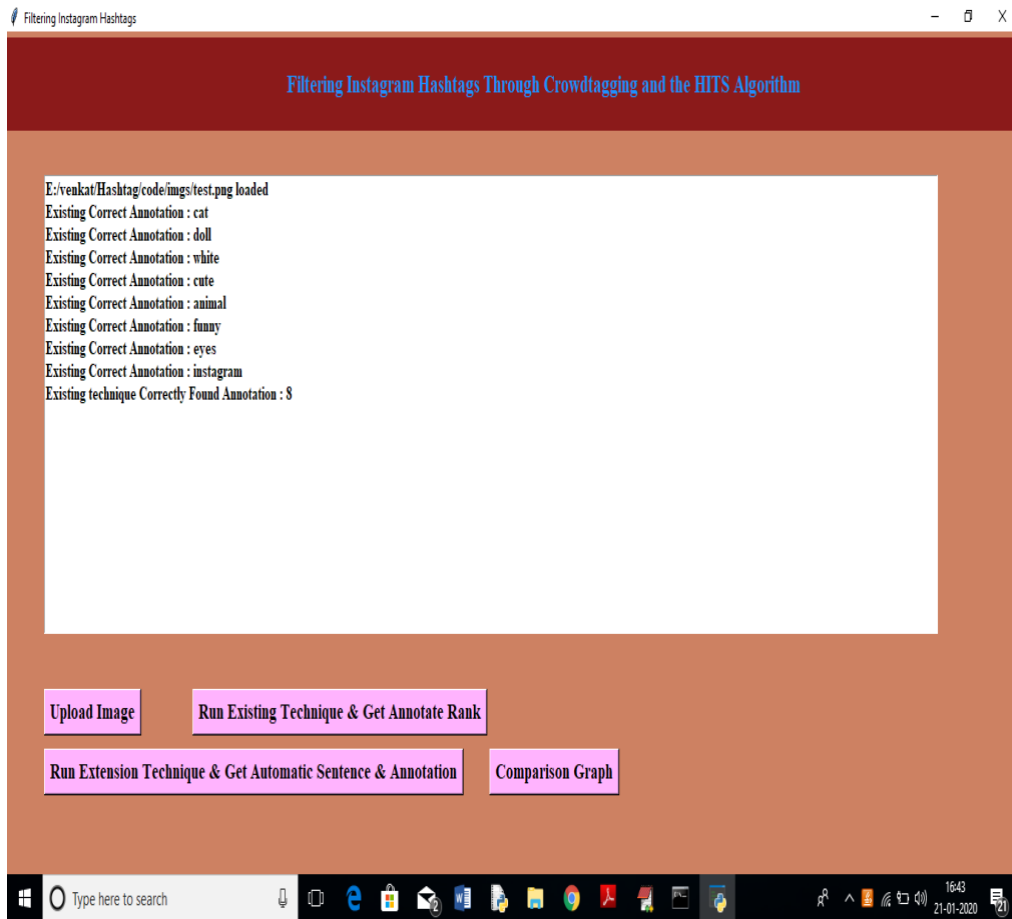 Filtering Instagram Hashtags
Filtering Instagram Hashtags Through Crowdtagging and the HITS Algorithm
E:/venkat/Hashtag/code/imgs/test.png loaded
Existing Correct Annotation : cat
Existing Correct Annotation : doll
Existing Correct Annotation : white
Existing Correct Annotation : cute
Existing Correct Annotation : animal
Existing Correct Annotation : funny
Existing Correct Annotation : eyes
Existing Correct Annotation : instagram
Existing technique Correctly Found Annotation : 8
Upload Image
Run Existing Technique & Get Annotate Rank
Run Extension Technique & Get Automatic Sentence & Annotation
Comparison Graph
Type here to search
2
16:43
21-01-2020
21